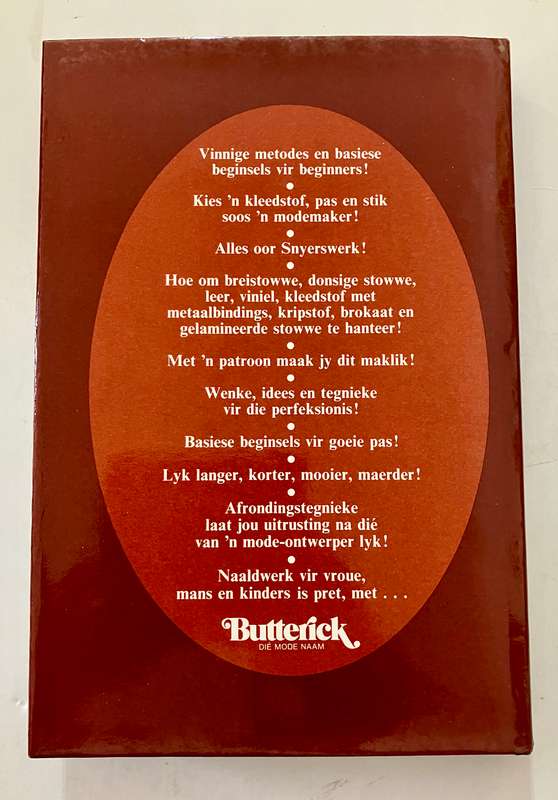 Vinnige metodes en basiese
beginsels vir beginners!
•
Kies 'n kleedstof, pas en stik
soos 'n modemaker!
•
Alles oor Snyerswerk!
•
Hoe om breistowwe, donsige stowwe,
leer, viniel, kleedstof met
metaalbindings, kripstof, brokaat en
gelamineerde stowwe te hanteer!
•
Met 'n patroon maak jy dit maklik!
•
Wenke, idees en tegnieke
vir die perfeksionis!
•
Basiese beginsels vir goeie pas!
•
Lyk langer, korter, mooier, maerder!
•
Afrondingstegnieke
laat jou uitrusting na dié
van 'n mode-ontwerper lyk!
•
Naaldwerk vir vroue,
mans en kinders is pret, met . . .
Butterick
DIÉ MODE NAAM